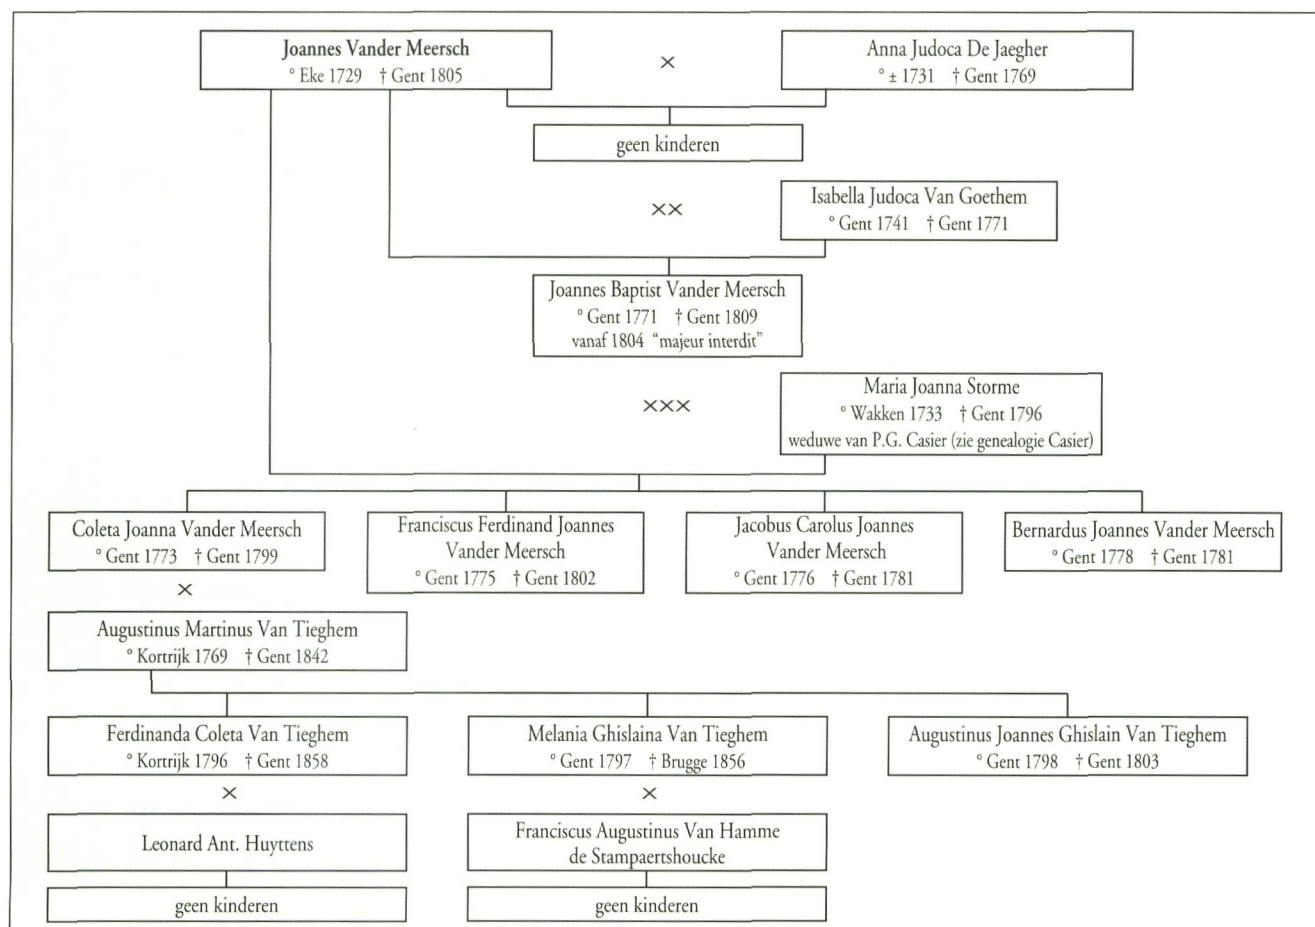 Joannes Vander Meersch
° Eke 1729 † Gent 1805
×
Anna Judoca De Jaegher
° ± 1731 † Gent 1769
geen kinderen
××
Isabella Judoca Van Goethem
° Gent 1741 † Gent 1771
Joannes Baptist Vander Meersch
° Gent 1771 † Gent 1809
vanaf 1804 “majeur interdit”
×××
Maria Joanna Storme
° Wakken 1733 † Gent 1796
weduwe van P.G. Casier (zie genealogie Casier)
Coleta Joanna Vander Meersch
° Gent 1773 † Gent 1799
Franciscus Ferdinand Joannes
Vander Meersch
° Gent 1775 † Gent 1802
Jacobus Carolus Joannes
Vander Meersch
° Gent 1776 † Gent 1781
Bernardus Joannes Vander Meersch
° Gent 1778 † Gent 1781
×
Augustinus Martinus Van Tieghem
° Kortrijk 1769 † Gent 1842
Ferdinanda Coleta Van Tieghem
° Kortrijk 1796 † Gent 1858
Melania Ghislaina Van Tieghem
° Gent 1797 † Brugge 1856
Augustinus Joannes Ghislain Van Tieghem
° Gent 1798 † Gent 1803
×
×
Leonard Ant. Huyttens
Franciscus Augustinus Van Hamme
de Stampaertshoucke
geen kinderen
geen kinderen